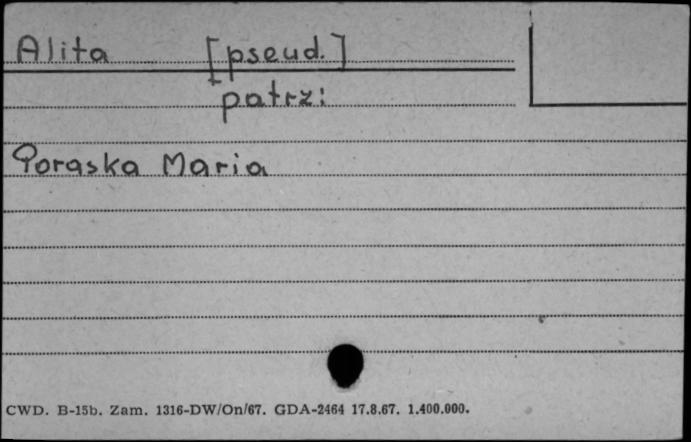 Alita [pseud.]
patrz:
Poraska Maria
CWD. B-15b. Zam. 1316-DW/On/67. GDA-2464 17.8.67. 1.400.000.